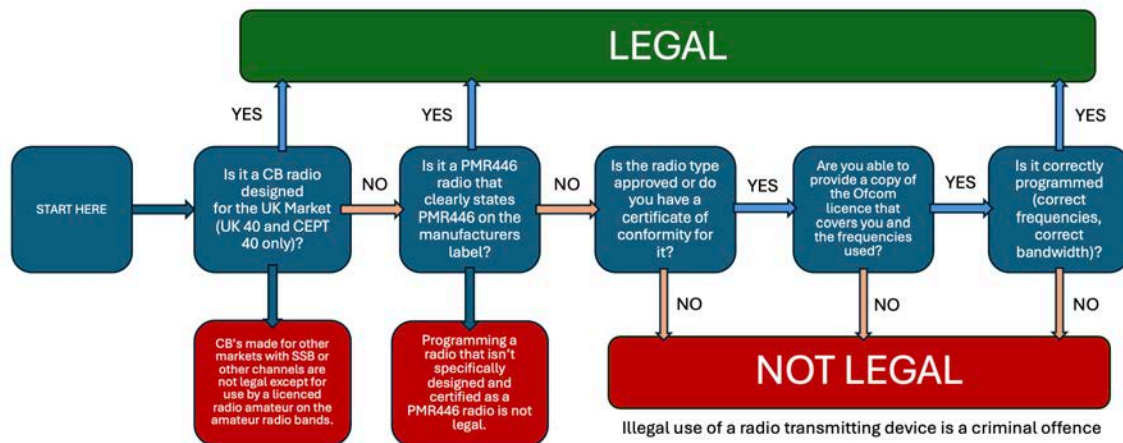 LEGAL
YES
YES
YES
START HERE
Is it a CB radio
designed
for the UK Market
(UK 40 and CEPT
40 only)?
NO
Is it a PMR446
radio that
clearly states
PMR446 on the
manufacturers
label?
NO
Is the radio type
approved or do
you have a
certificate of
conformity for
it?
YES
Are you able to
provide a copy of
the Ofcom
licence that
covers you and
the frequencies
used?
YES
Is it correctly
programmed
(correct
frequencies,
correct
bandwidth)?
NO
NO
NO
CB's made for other
markets with SSB or
other channels are
not legal except for
use by a licenced
radio amateur on the
amateur radio bands.
Programming a
radio that isn't
specifically
designed and
certified as a
PMR446 radio is not
legal.
NOT LEGAL
Illegal use of a radio transmitting device is a criminal offence